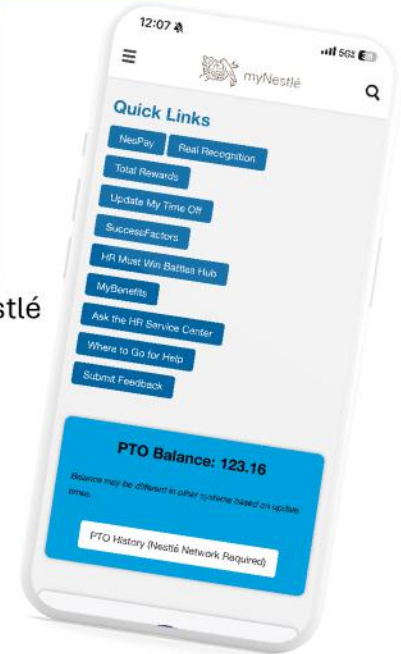 12:07
5G
myNestlé
Quick Links
NesPay Real Recognition
Total Rewards
Update My Time Off
SuccessFactors
HR Must Win Battles Hub
MyBenefits
Ask the HR Service Center
Where to Go for Help
Submit Feedback
stlé
PTO Balance: 123.16
Balance may be different in other systems based on update
times.
PTO History (Nestlé Network Required)